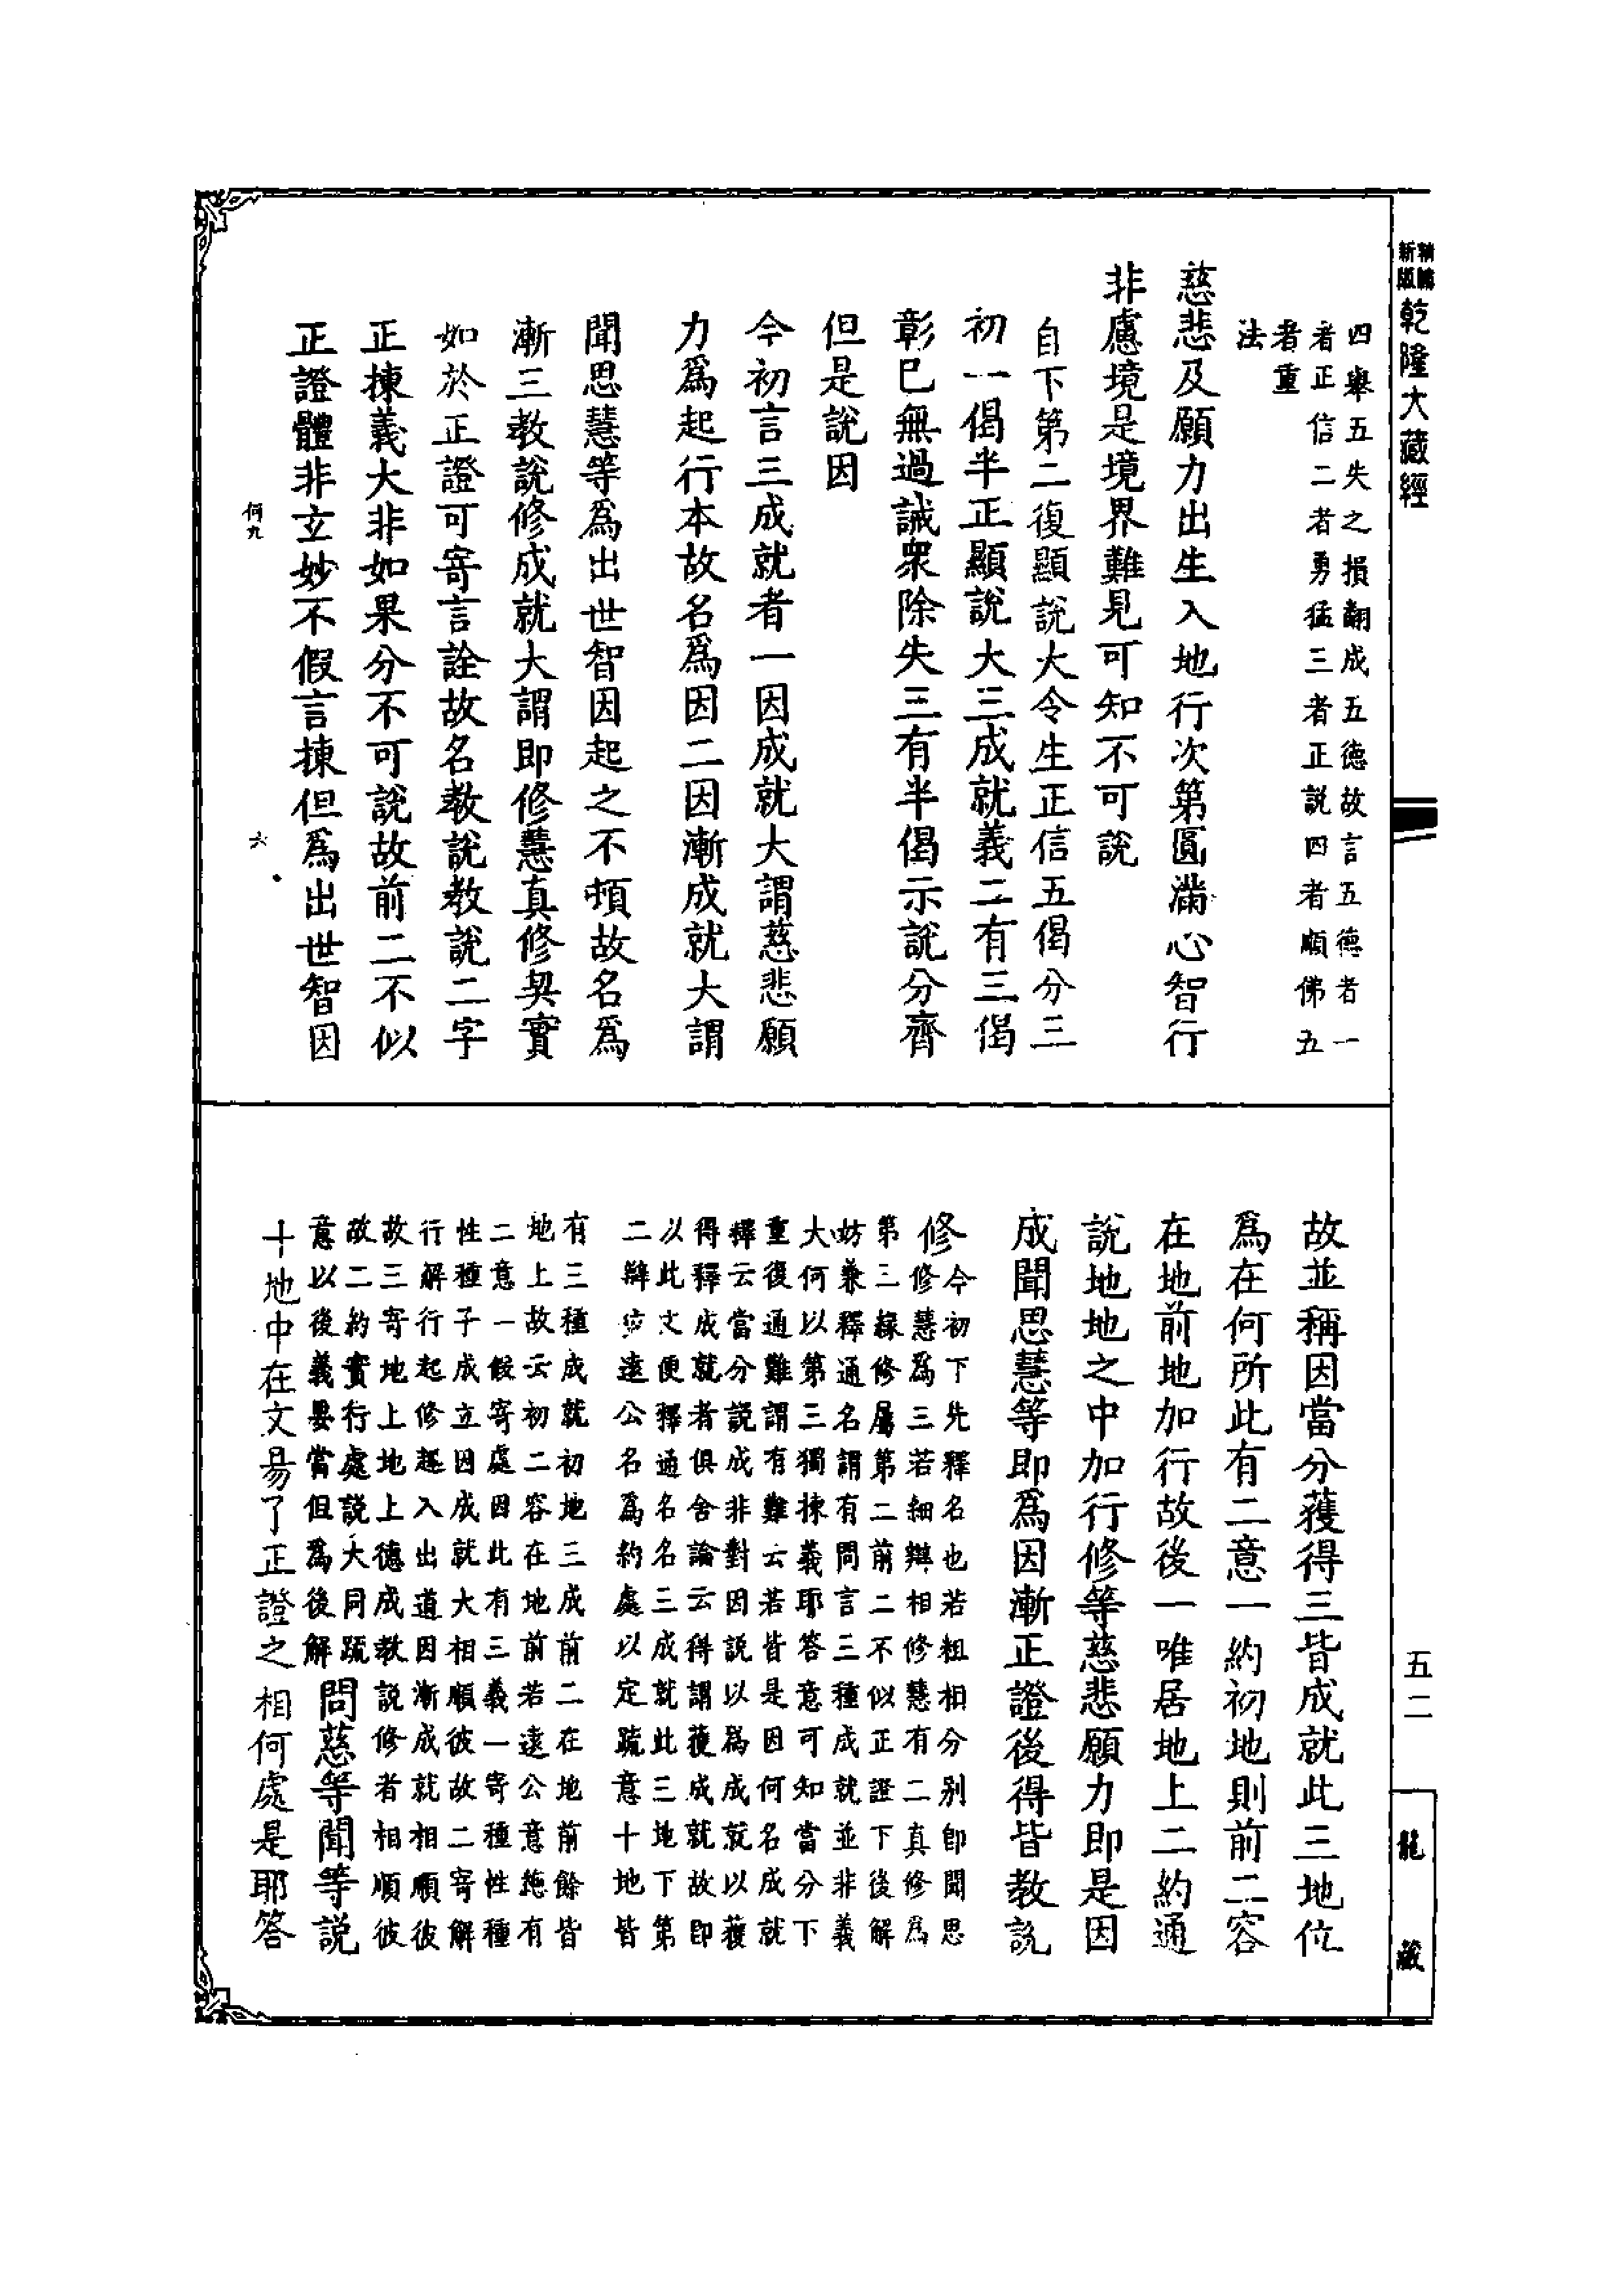 精縮
新版
乾隆大藏經
四舉五失之損翻成五德故言五德者一
者正信二者勇猛三者正説四者順佛五
者重
法
慈悲及願力出生入地行次第圓滿心智行
非慮境是境界難見可知不可說
自下第二復顯說大令生正信五偈分三
初一偈半正顯說大三成就義二有三偈
彰已無過誡衆除失三有半偈示說分齊
但是說因
今初言三成就者一因成就大謂慈悲願
力爲起行本故名爲因二因漸成就大謂
聞思慧等爲出世智因起之不頓故名爲
漸三教說修成就大謂即修慧真修契實
如於正證可寄言詮故名教說教說二字
正揀義大非如果分不可說故前二不似
正證體非立妙不假言揀但爲出世智因
何九
六
故並稱因當分獲得三皆成就此三地位
爲在何所此有二意一約初地則前二容
在地前地加行故後一唯居地上二約通
說地地之中加行修等慈悲願力即是因
成聞思慧等即爲因漸正證後得皆教說
修
今初下先釋名也若粗相分別即聞思
修慧爲三若細辯相修慧有二真修爲
第三緣修屬第二前二不似正證下後解
妨兼釋通名謂有問言三種成就並非義
大何以第三獨揀義耶答意可知當分下
重復通難謂有難云若皆是因何名成就
釋云當分説成非對因説以爲成就以獲
得釋成就者俱舍論云得謂獲成就故即
以此文便釋通名名三成就此三地下第
二辯位遠公名爲約處以定疏意十地皆
有三種成就初地三成前二在地前餘皆
地上故云初二容在地前若遠公意總有
二意一假寄處因此有三義一寄種性種
性種子成立因成就大相順彼故二寄解
行解行起修趣入出道因漸成就相順彼
故三寄地上地上德成教説修者相順彼
故二約實行處説大同疏
意以後義要當但爲後解
問慈等聞等説
十地中在文易了正證之相何處是耶答
五二
龍
藏